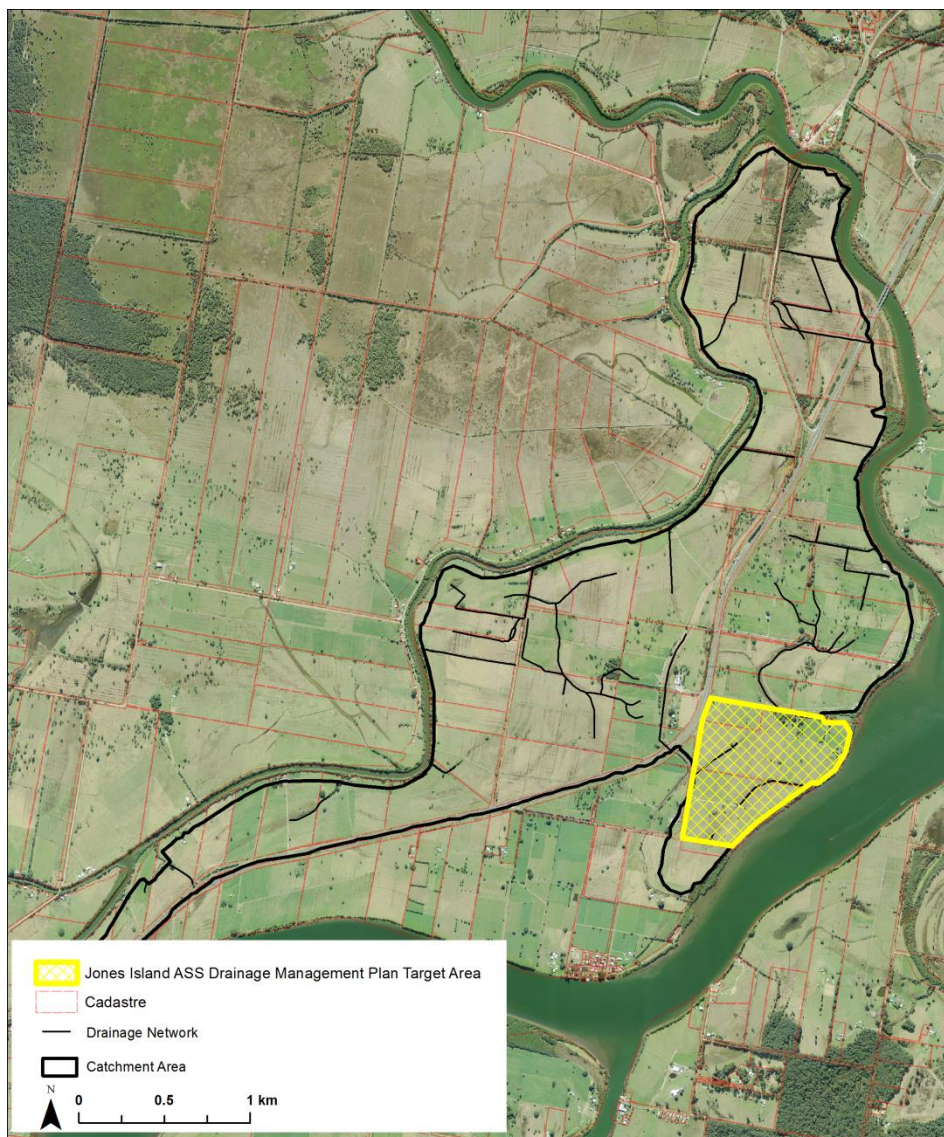 Jones Island ASS Drainage Management Plan Target Area
Cadastre
Drainage Network
Catchment Area
N
0 0.5 1 km